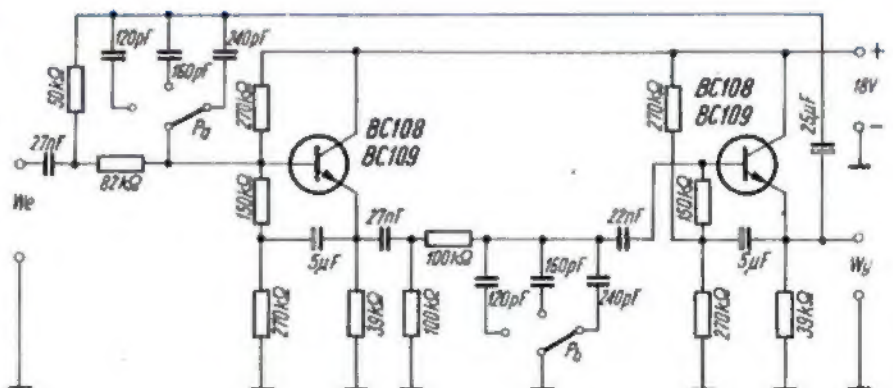 120pF
160pF
240pF
50kΩ
Pa
270kΩ
BC108
BC109
270kΩ
BC108
BC109
25µF
+
18V
-
27nF
82kΩ
We
150kΩ
27nF
22nF
150kΩ
5µF
100kΩ
5µF
Wy
270kΩ
39kΩ
100kΩ
120pF
160pF
240pF
Pb
270kΩ
39kΩ